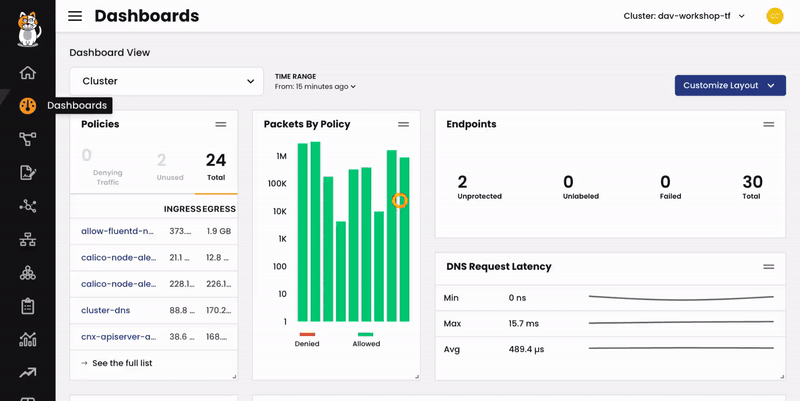 Dashboards
Cluster: dav-workshop-tf
Dashboard View
Cluster
TIME RANGE
From: 15 minutes ago
Customize Layout
Dashboards
Policies
0
Denying
Traffic
2
Unused
24
Total
INGRESS EGRESS
allow-fluentd-n... 373.... 1.9 GB
calico-node-ale... 21.1 ... 12.8 ...
calico-node-ale... 228.1... 226.1...
cluster-dns 88.8 ... 170.2...
cnx-apiserver-a... 38.6 ... 168....
→ See the full list
Packets By Policy
1M
100K
10K
1K
100
10
1
Denied
Allowed
Endpoints
2
Unprotected
0
Unlabeled
0
Failed
30
Total
DNS Request Latency
Min 0 ns
Max 15.7 ms
Avg 489.4 µs